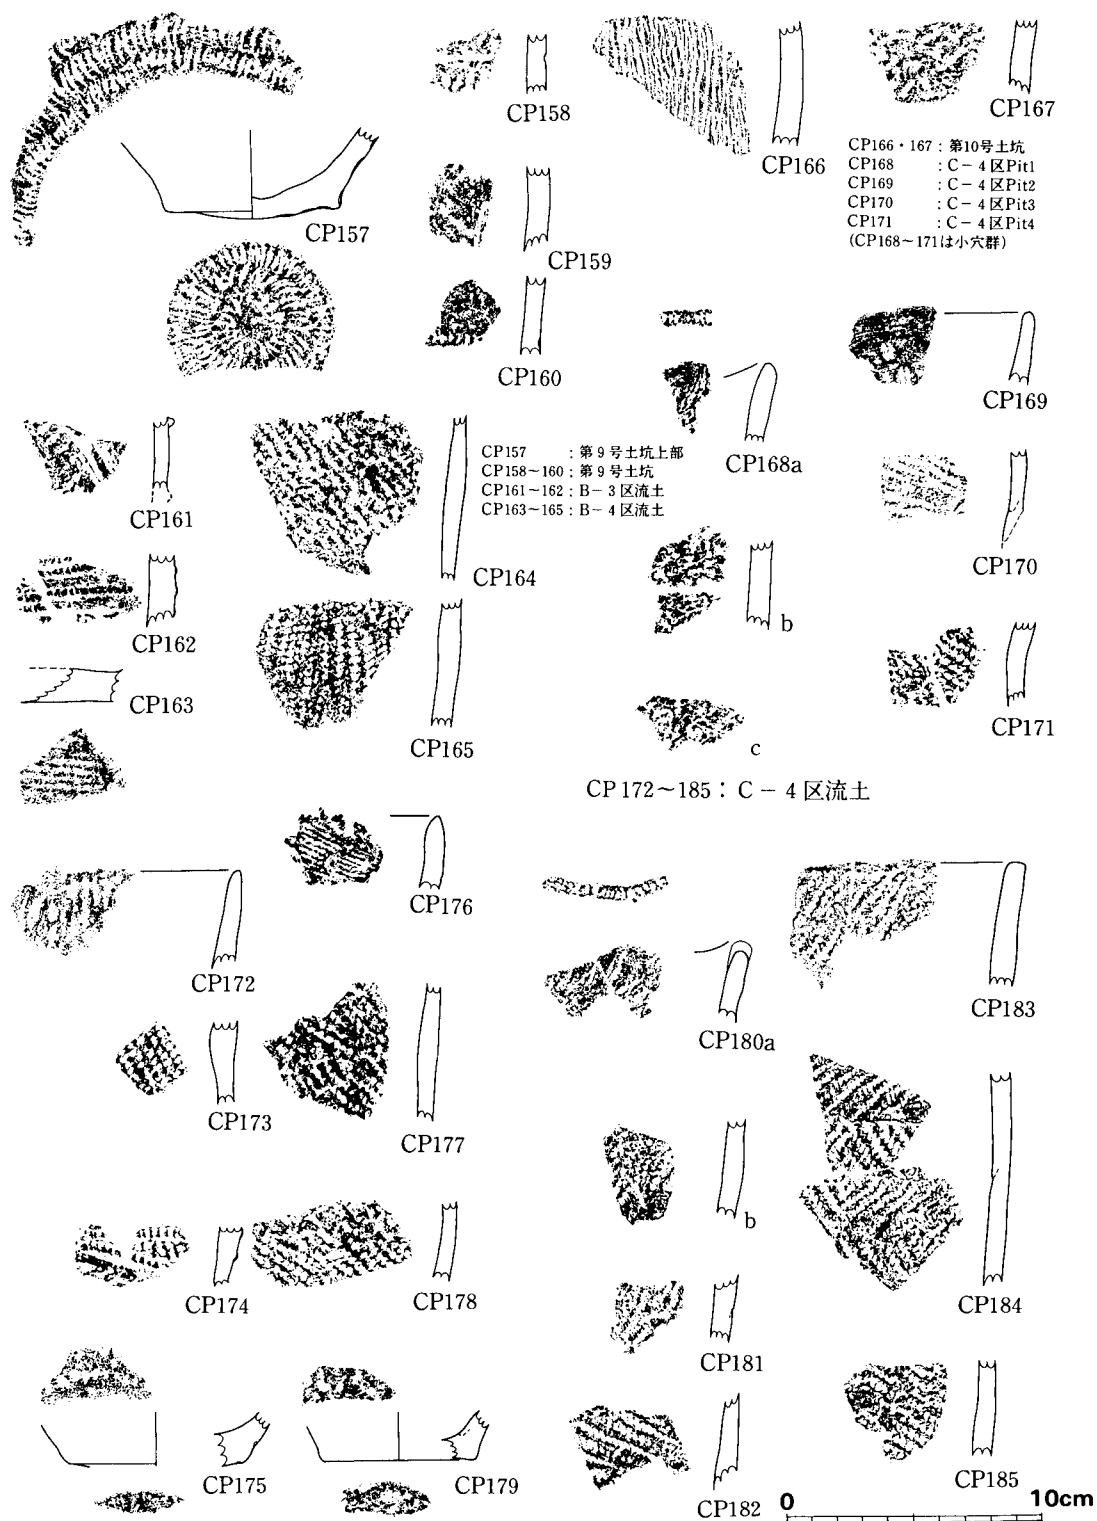 CP157
CP158
CP159
CP160
CP166
CP167
CP166・167 : 第10号土坑
CP168 : C-4区Pit1
CP169 : C-4区Pit2
CP170 : C-4区Pit3
CP171 : C-4区Pit4
(CP168~171は小穴群)
CP161
CP162
CP163
CP164
CP165
CP157 : 第9号土坑上部
CP158~160 : 第9号土坑
CP161~162 : B-3区流土
CP163~165 : B-4区流土
CP168a
b
c
CP169
CP170
CP171
CP172~185 : C-4区流土
CP172
CP173
CP174
CP175
CP176
CP177
CP178
CP179
CP180a
b
CP181
CP182
CP183
CP184
CP185
0 10cm